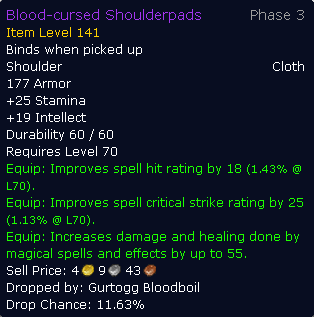 Blood-cursed Shoulderpads Phase 3
Item Level 141
Binds when picked up
Shoulder Cloth
177 Armor
+25 Stamina
+19 Intellect
Durability 60 / 60
Requires Level 70
Equip: Improves spell hit rating by 18 (1.43% @
L70).
Equip: Improves spell critical strike rating by 25
(1.13% @ L70).
Equip: Increases damage and healing done by
magical spells and effects by up to 55.
Sell Price: 4 9 43
Dropped by: Gurtogg Bloodboil
Drop Chance: 11.63%